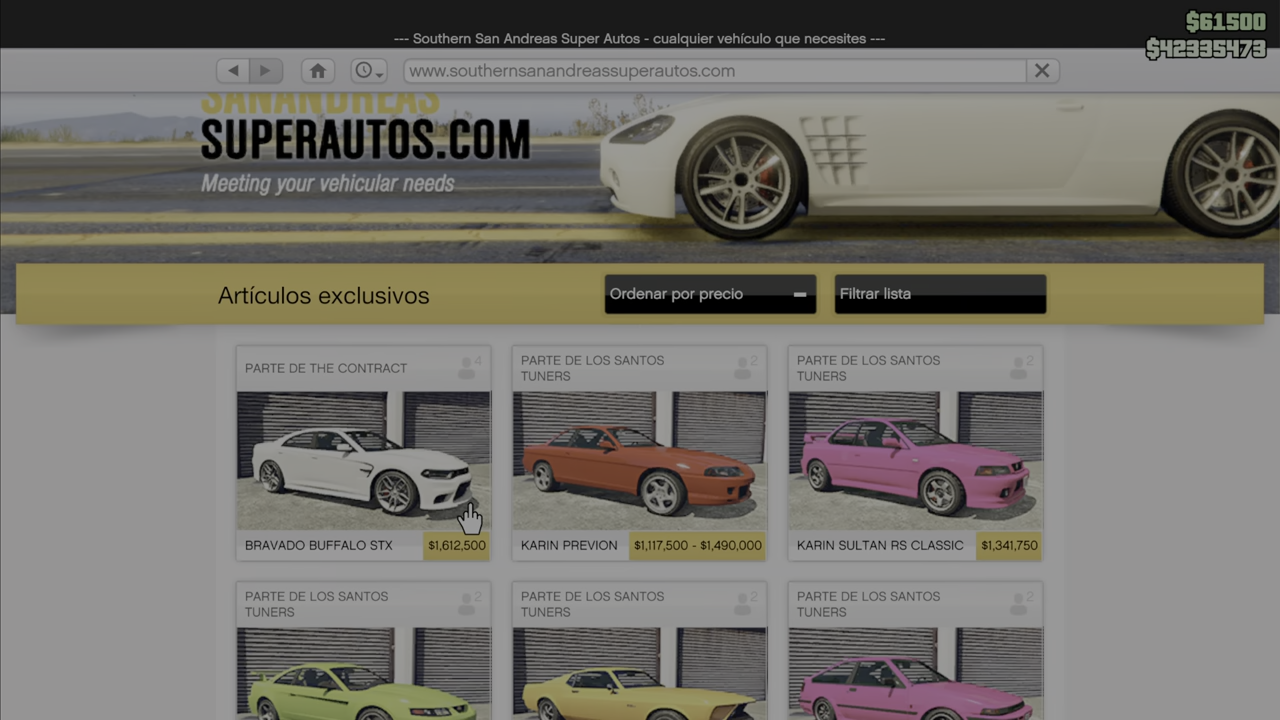 $61500
--- Southern San Andreas Super Autos - cualquier vehículo que necesites ---
$42335473
www.southernsanandreassuperautos.com
SANANDREAS
SUPERAUTOS.COM
Meeting your vehicular needs
Artículos exclusivos
Ordenar por precio
Filtrar lista
PARTE DE THE CONTRACT
4
PARTE DE LOS SANTOS
TUNERS
2
PARTE DE LOS SANTOS
TUNERS
2
BRAVADO BUFFALO STX
$1,612,500
KARIN PREVION
$1,117,500 - $1,490,000
KARIN SULTAN RS CLASSIC
$1,341,750
PARTE DE LOS SANTOS
TUNERS
2
PARTE DE LOS SANTOS
TUNERS
2
PARTE DE LOS SANTOS
TUNERS
2